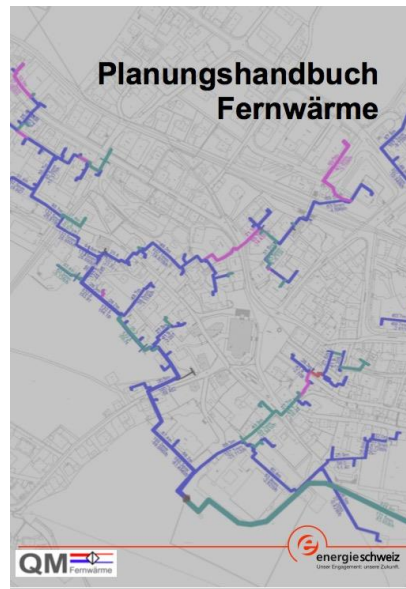 Planungshandbuch
Fernwärme
QM
Fernwärme
energieschweiz
Unser Engagement: unsere Zukunft.